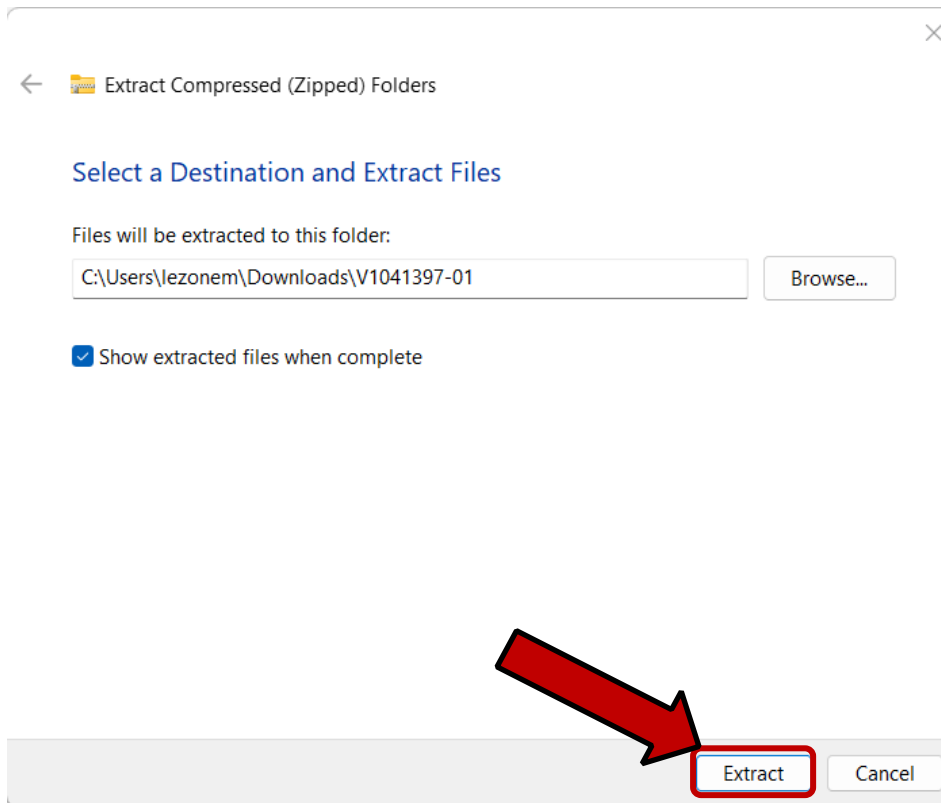 Extract Compressed (Zipped) Folders
Select a Destination and Extract Files
Files will be extracted to this folder:
C:\Users\lezonem\Downloads\V1041397-01
Browse...
Show extracted files when complete
Extract
Cancel